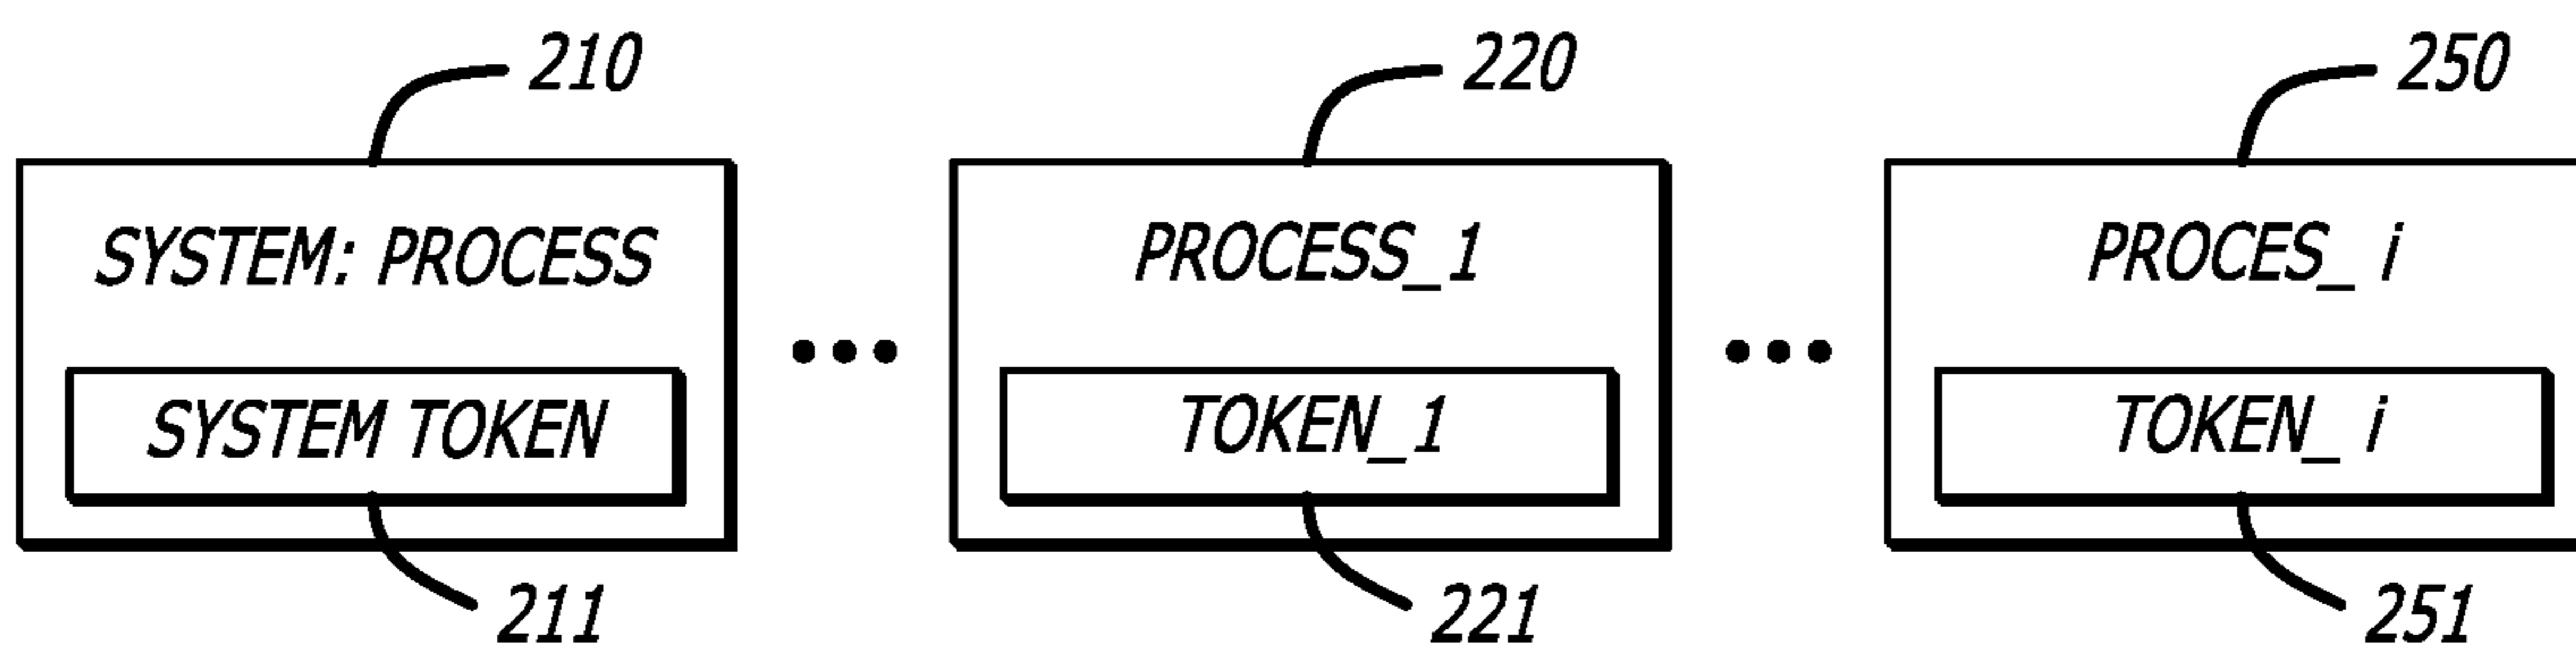 210
220
250
SYSTEM: PROCESS
PROCESS_1
PROCES_ i
SYSTEM TOKEN
TOKEN_1
TOKEN_ i
211
221
251